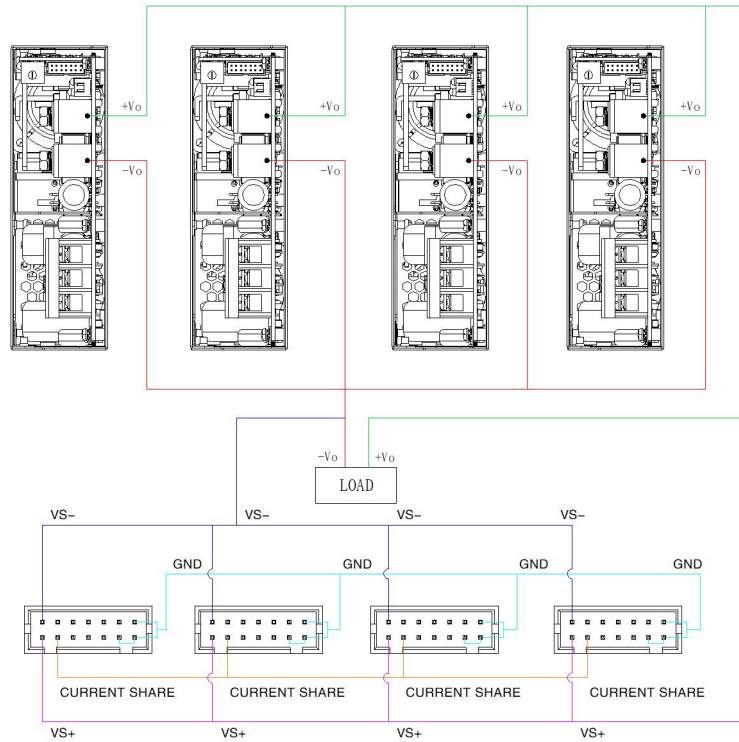 +Vo +Vo +Vo +Vo
-Vo -Vo -Vo -Vo
-Vo +Vo
LOAD
VS- VS- VS- VS-
GND GND GND GND
CURRENT SHARE CURRENT SHARE CURRENT SHARE CURRENT SHARE
VS+ VS+ VS+ VS+